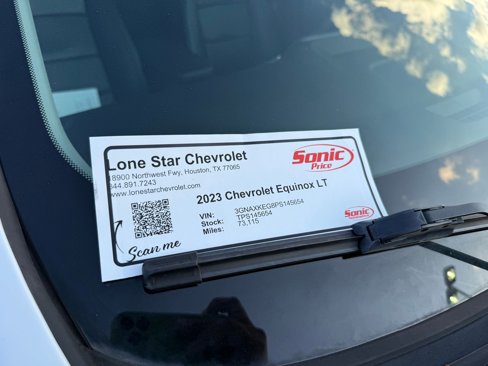 Lone Star Chevrolet
18900 Northwest Fwy, Houston, TX 77065
844.891.7243
www.lonestarchevrolet.com
Sonic
Price
2023 Chevrolet Equinox LT
VIN: 3GNAXKEG8PS145654
Stock: TPS145654
Miles: 73,115
Scan me
Sonic